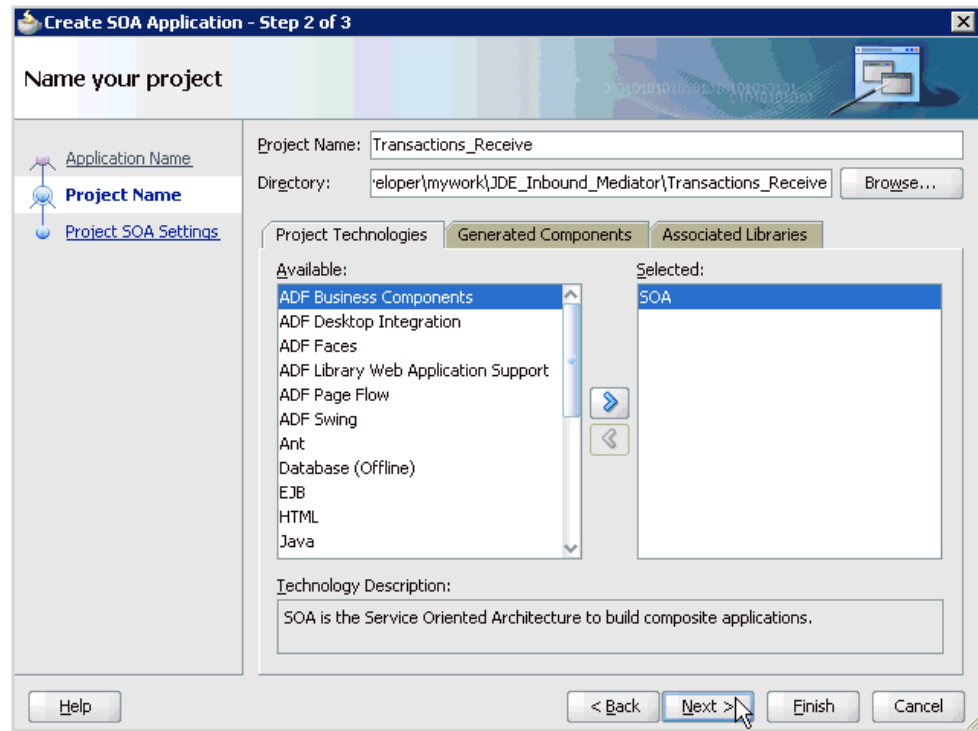 Create SOA Application - Step 2 of 3
Name your project
Application Name
Project Name
Project SOA Settings
Project Name: Transactions_Receive
Directory: eloper\mywork\JDE_Inbound_Mediator\Transactions_Receive Browse...
Project Technologies Generated Components Associated Libraries
Available: Selected:
ADF Business Components SOA
ADF Desktop Integration
ADF Faces
ADF Library Web Application Support
ADF Page Flow
ADF Swing
Ant
Database (Offline)
EJB
HTML
Java
Technology Description:
SOA is the Service Oriented Architecture to build composite applications.
Help < Back Next > Finish Cancel